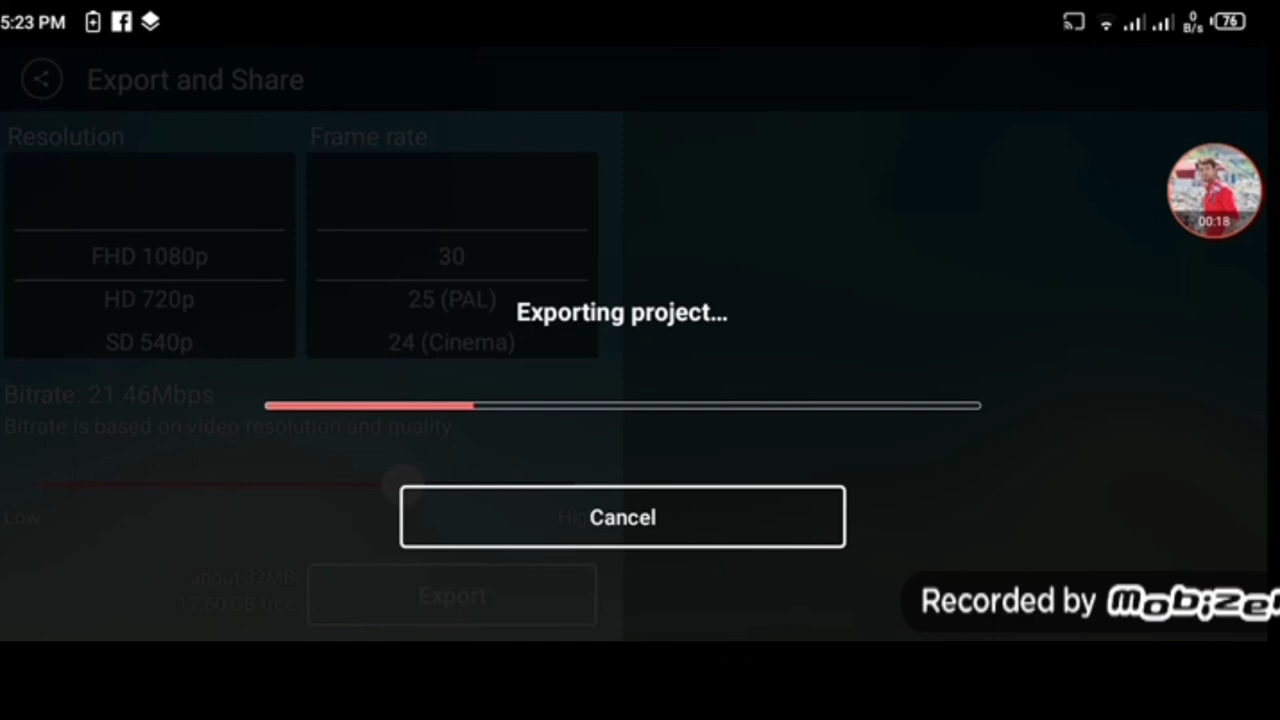 5:23 PM
0
B/s
76
Export and Share
Resolution
Frame rate
FHD 1080p
HD 720p
SD 540p
30
25 (PAL)
24 (Cinema)
00:18
Exporting project...
Bitrate: 21.46Mbps
Bitrate is based on video resolution and quality
Low
Cancel
about 32MB
17.60 GB free
Export
Recorded by